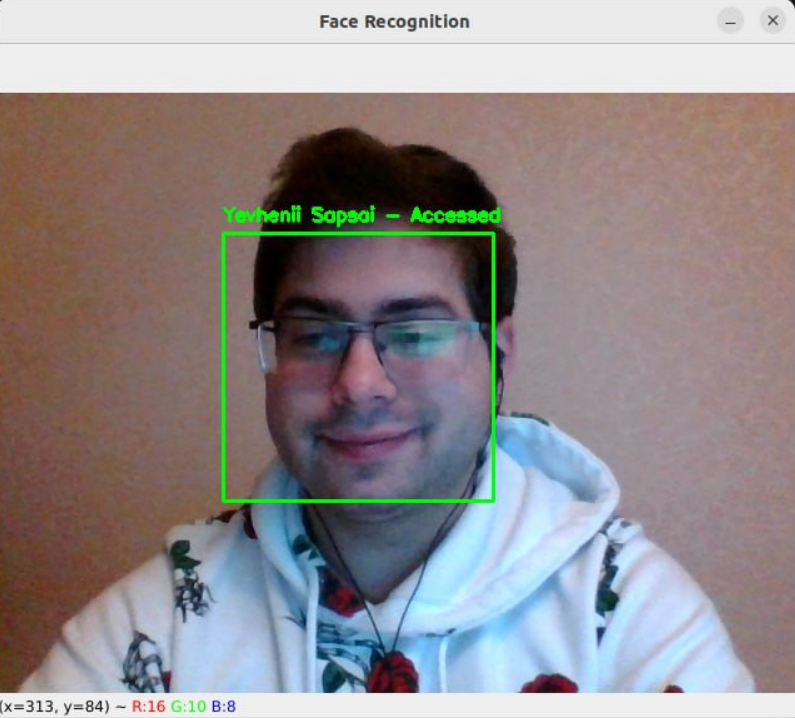 Face Recognition
Yevhenii Sapsai - Accessed
(x=313, y=84) ~ R:16 G:10 B:8